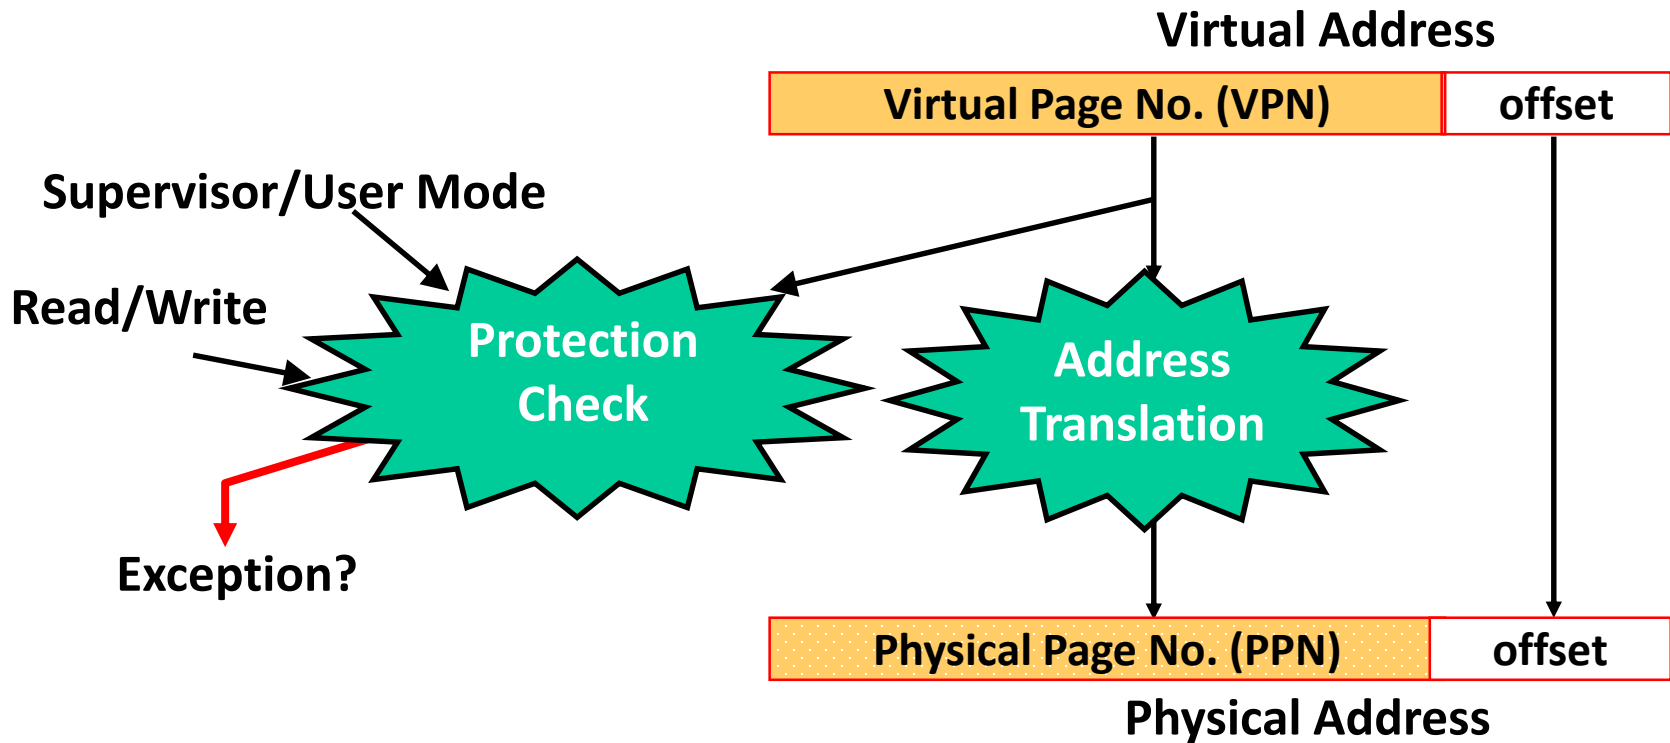 Virtual Address
Virtual Page No. (VPN)
offset
Supervisor/User Mode
Read/Write
Protection
Check
Address
Translation
Exception?
Physical Page No. (PPN)
offset
Physical Address